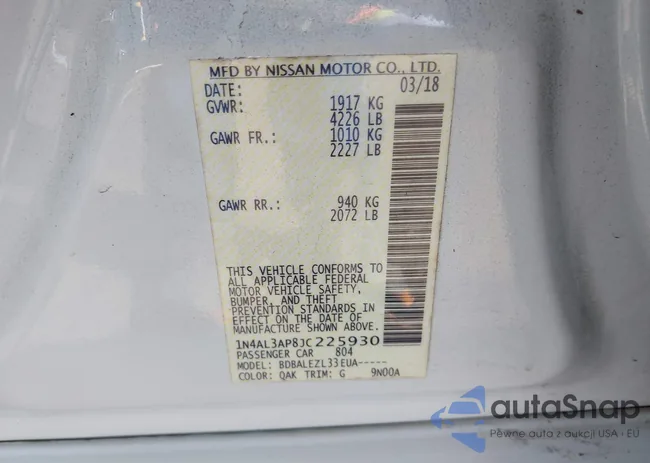 MFD BY NISSAN MOTOR CO., LTD.
DATE: 03/18
GVWR: 1917 KG
4226 LB
GAWR FR.: 1010 KG
2227 LB
GAWR RR.: 940 KG
2072 LB
THIS VEHICLE CONFORMS TO
ALL APPLICABLE FEDERAL
MOTOR VEHICLE SAFETY,
BUMPER, AND THEFT
PREVENTION STANDARDS IN
EFFECT ON THE DATE OF
MANUFACTURE SHOWN ABOVE.
1N4AL3AP8JC225930
PASSENGER CAR 804
MODEL: BDBALEZL33EUA-----
COLOR: QAK TRIM: G 9N00A
autoSnap
Pewne auta z aukcji USA i EU